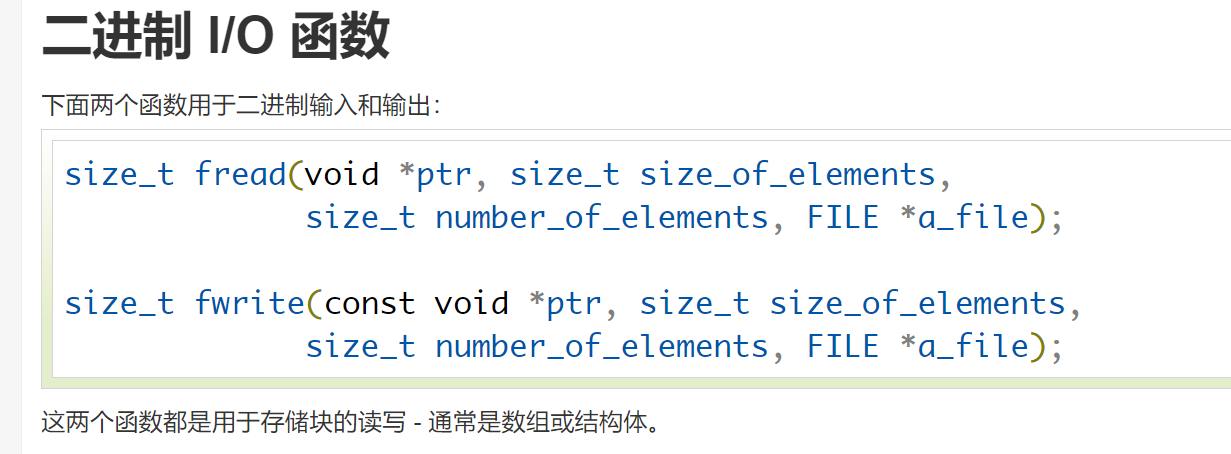 二进制 I/O 函数
下面两个函数用于二进制输入和输出：
size_t fread(void *ptr, size_t size_of_elements,
             size_t number_of_elements, FILE *a_file);
size_t fwrite(const void *ptr, size_t size_of_elements,
             size_t number_of_elements, FILE *a_file);
这两个函数都是用于存储块的读写 - 通常是数组或结构体。